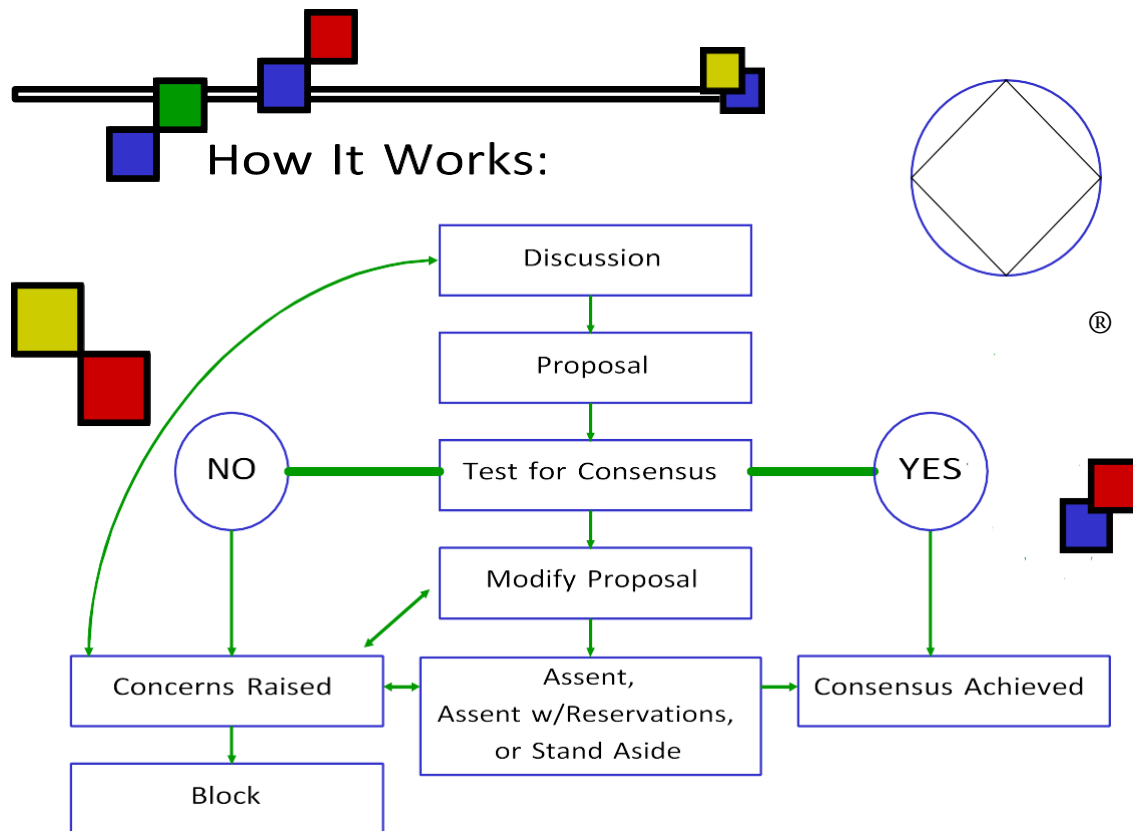 How It Works:
®
Discussion
Proposal
NO
Test for Consensus
YES
Modify Proposal
Concerns Raised
Assent,
Assent w/Reservations,
or Stand Aside
Consensus Achieved
Block